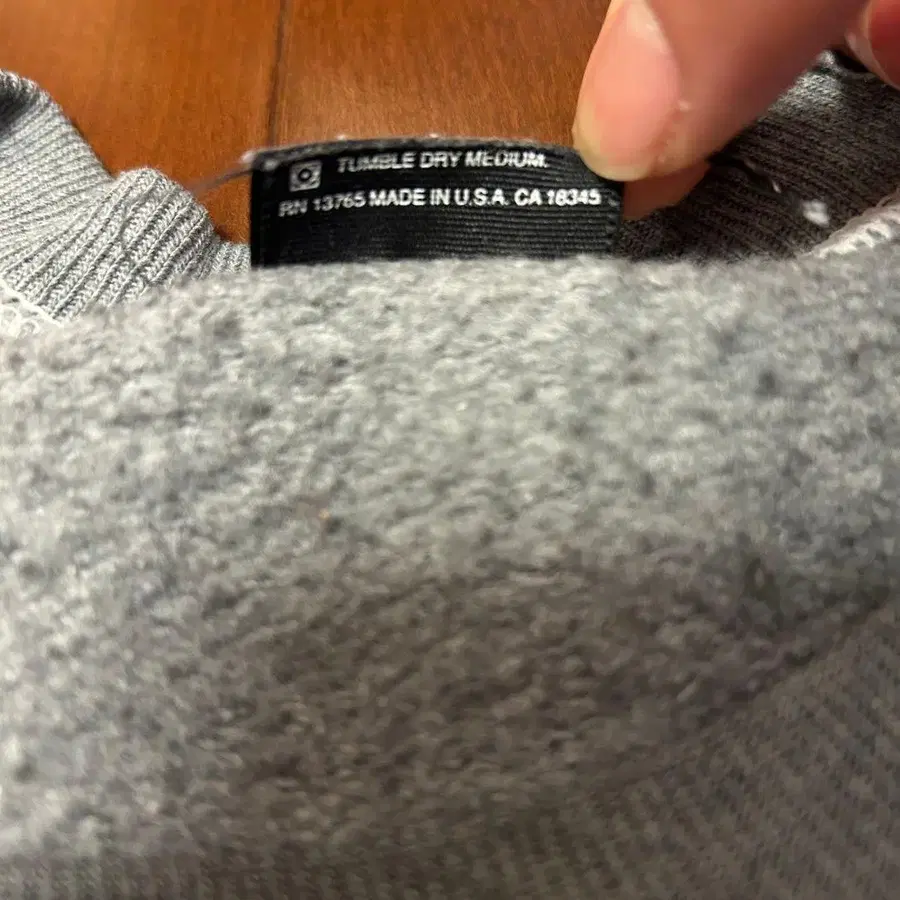 TUMBLE DRY MEDIUM.
RN 13765 MADE IN U.S.A. CA 18345